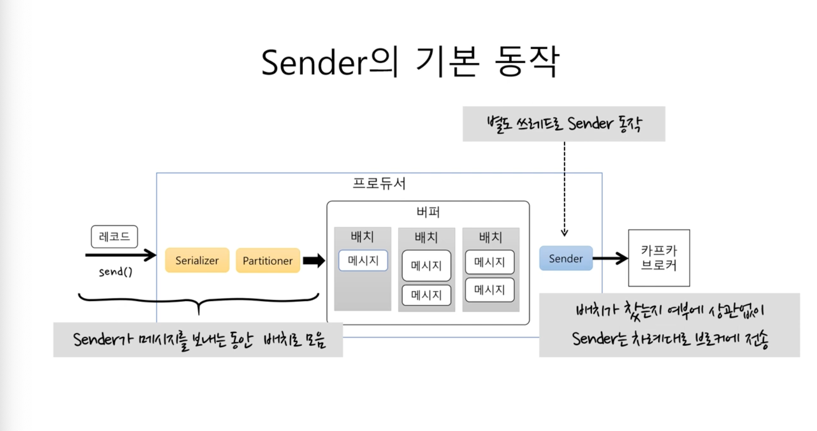 Sender의 기본 동작
별도 쓰레드로 Sender 동작
프로듀서
버퍼
레코드
send()
Serializer
Partitioner
배치
메시지
배치
메시지
메시지
배치
메시지
메시지
Sender
카프카
브로커
Sender가 메시지를 보내는 동안 배치로 모음
배치가 찼는지 여부에 상관없이
Sender는 차례대로 브로커에 전송